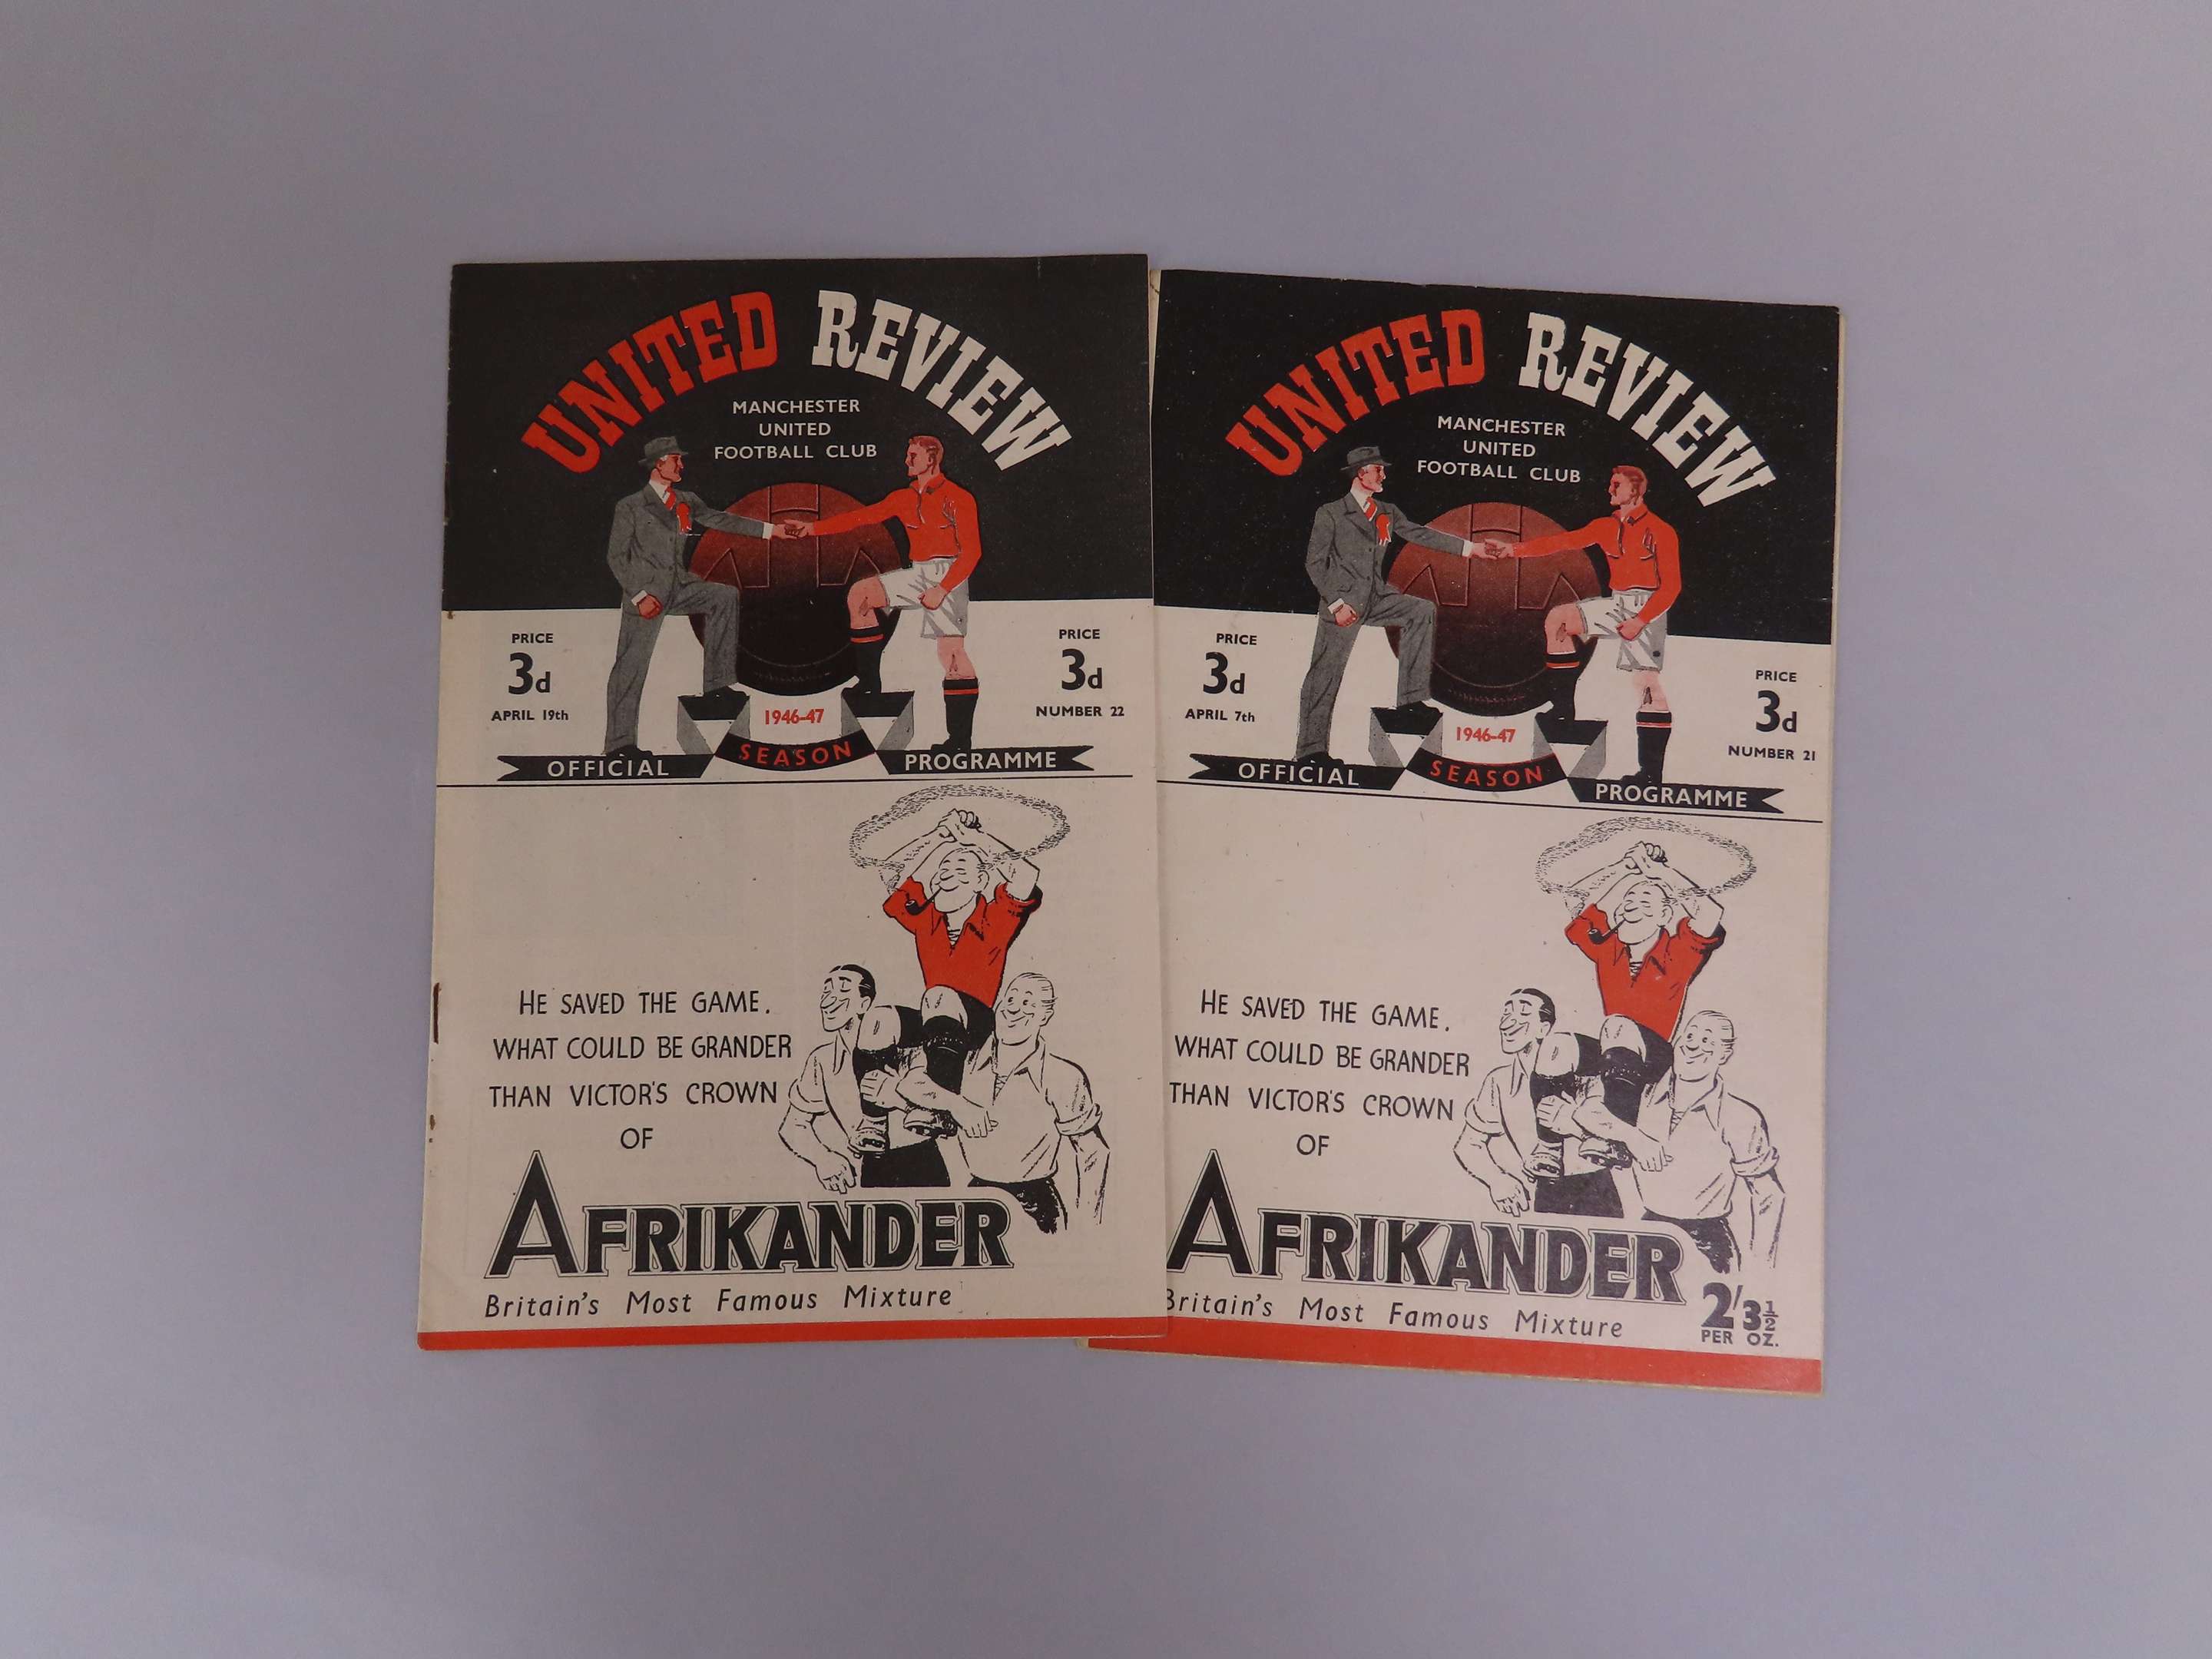 UNITED REVIEW
MANCHESTER
UNITED
FOOTBALL CLUB
PRICE
3d
APRIL 19th
PRICE
3d
NUMBER 22
1946-47
SEASON
OFFICIAL
PROGRAMME
HE SAVED THE GAME.
WHAT COULD BE GRANDER
THAN VICTOR'S CROWN
OF
AFRIKANDER
Britain's Most Famous Mixture
UNITED REVIEW
MANCHESTER
UNITED
FOOTBALL CLUB
PRICE
3d
APRIL 7th
PRICE
3d
NUMBER 21
1946-47
SEASON
OFFICIAL
PROGRAMME
HE SAVED THE GAME.
WHAT COULD BE GRANDER
THAN VICTOR'S CROWN
OF
AFRIKANDER
Britain's Most Famous Mixture
2/3½
PER OZ.